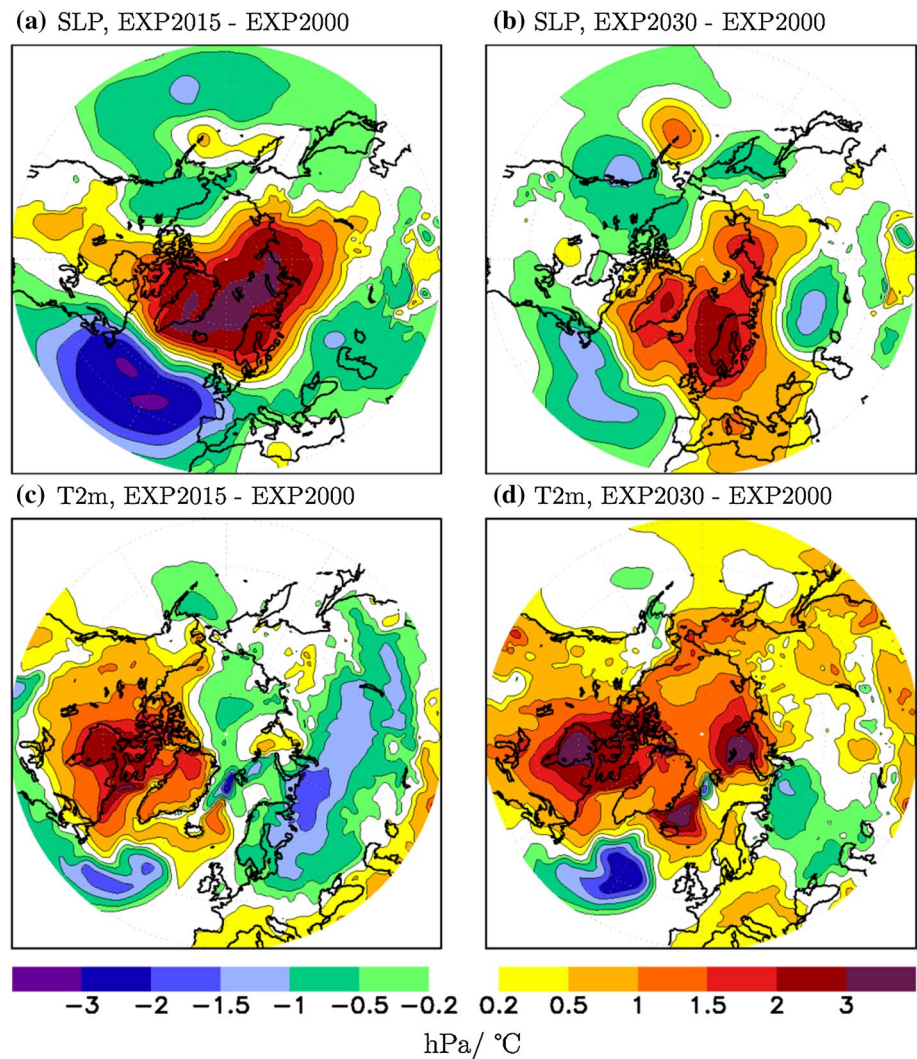 (a) SLP, EXP2015 - EXP2000
(b) SLP, EXP2030 - EXP2000
(c) T2m, EXP2015 - EXP2000
(d) T2m, EXP2030 - EXP2000
−3 −2 −1.5 −1 −0.5 −0.2 0.2 0.5 1 1.5 2 3
hPa/ °C